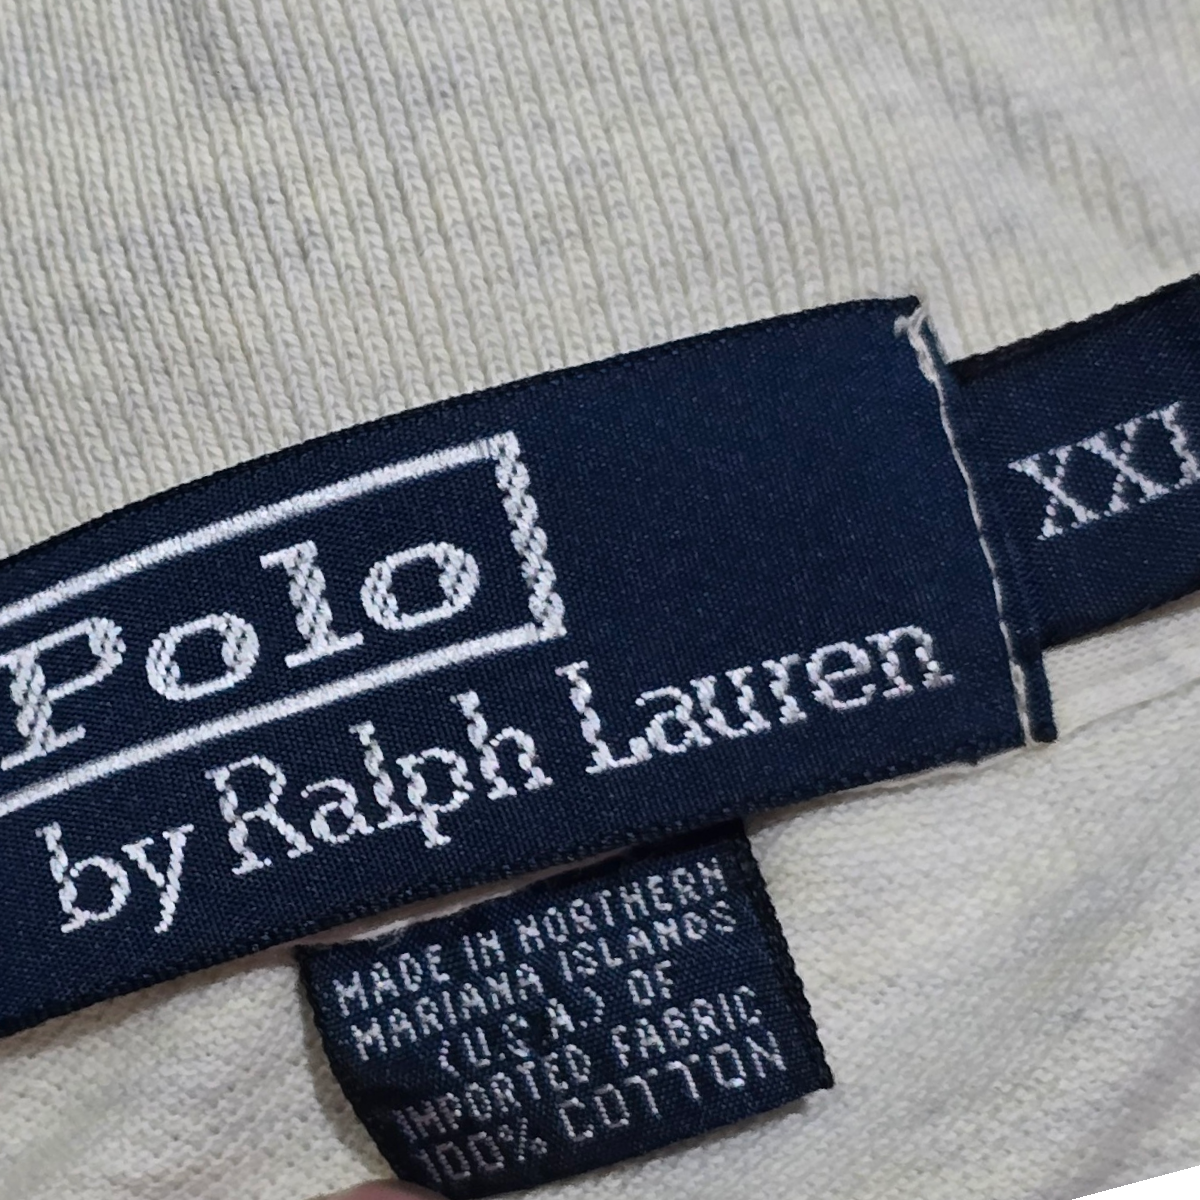 Polo
by Ralph Lauren
XXL
MADE IN NORTHERN
MARIANA ISLANDS
(U.S.A.) OF
IMPORTED FABRIC
100% COTTON